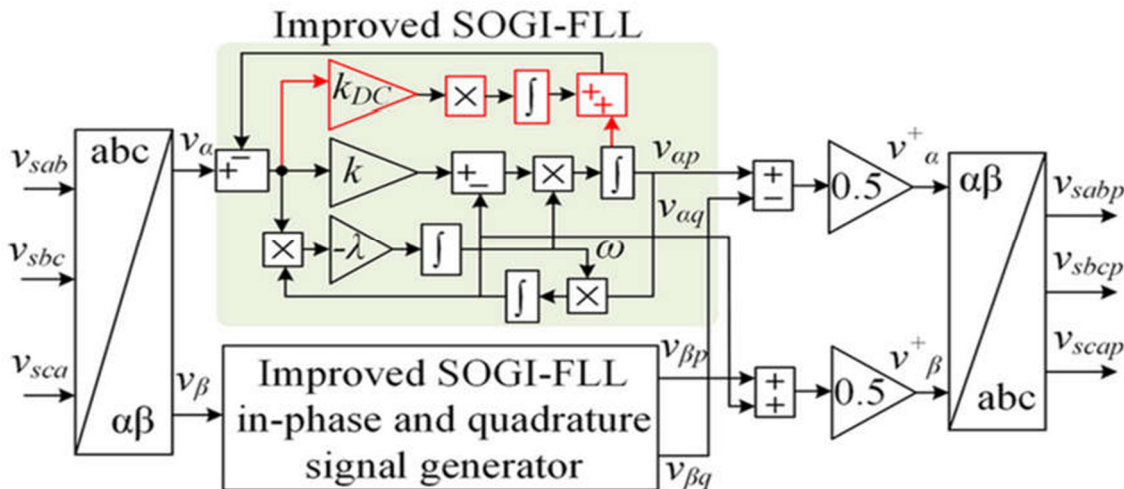 Improved SOGI-FLL
k_DC × ∫ + +
abc
v_α
v_sab
+ −
k
+ −
×
∫
v_αp
+ −
0.5
v⁺_α
αβ
v_sabp
v_αq
×
-λ
∫
ω
v_sbc
∫
×
v_sbcp
v_sca
v_β
αβ
Improved SOGI-FLL
in-phase and quadrature
signal generator
v_βp
v_βq
+ +
0.5
v⁺_β
v_scap
abc